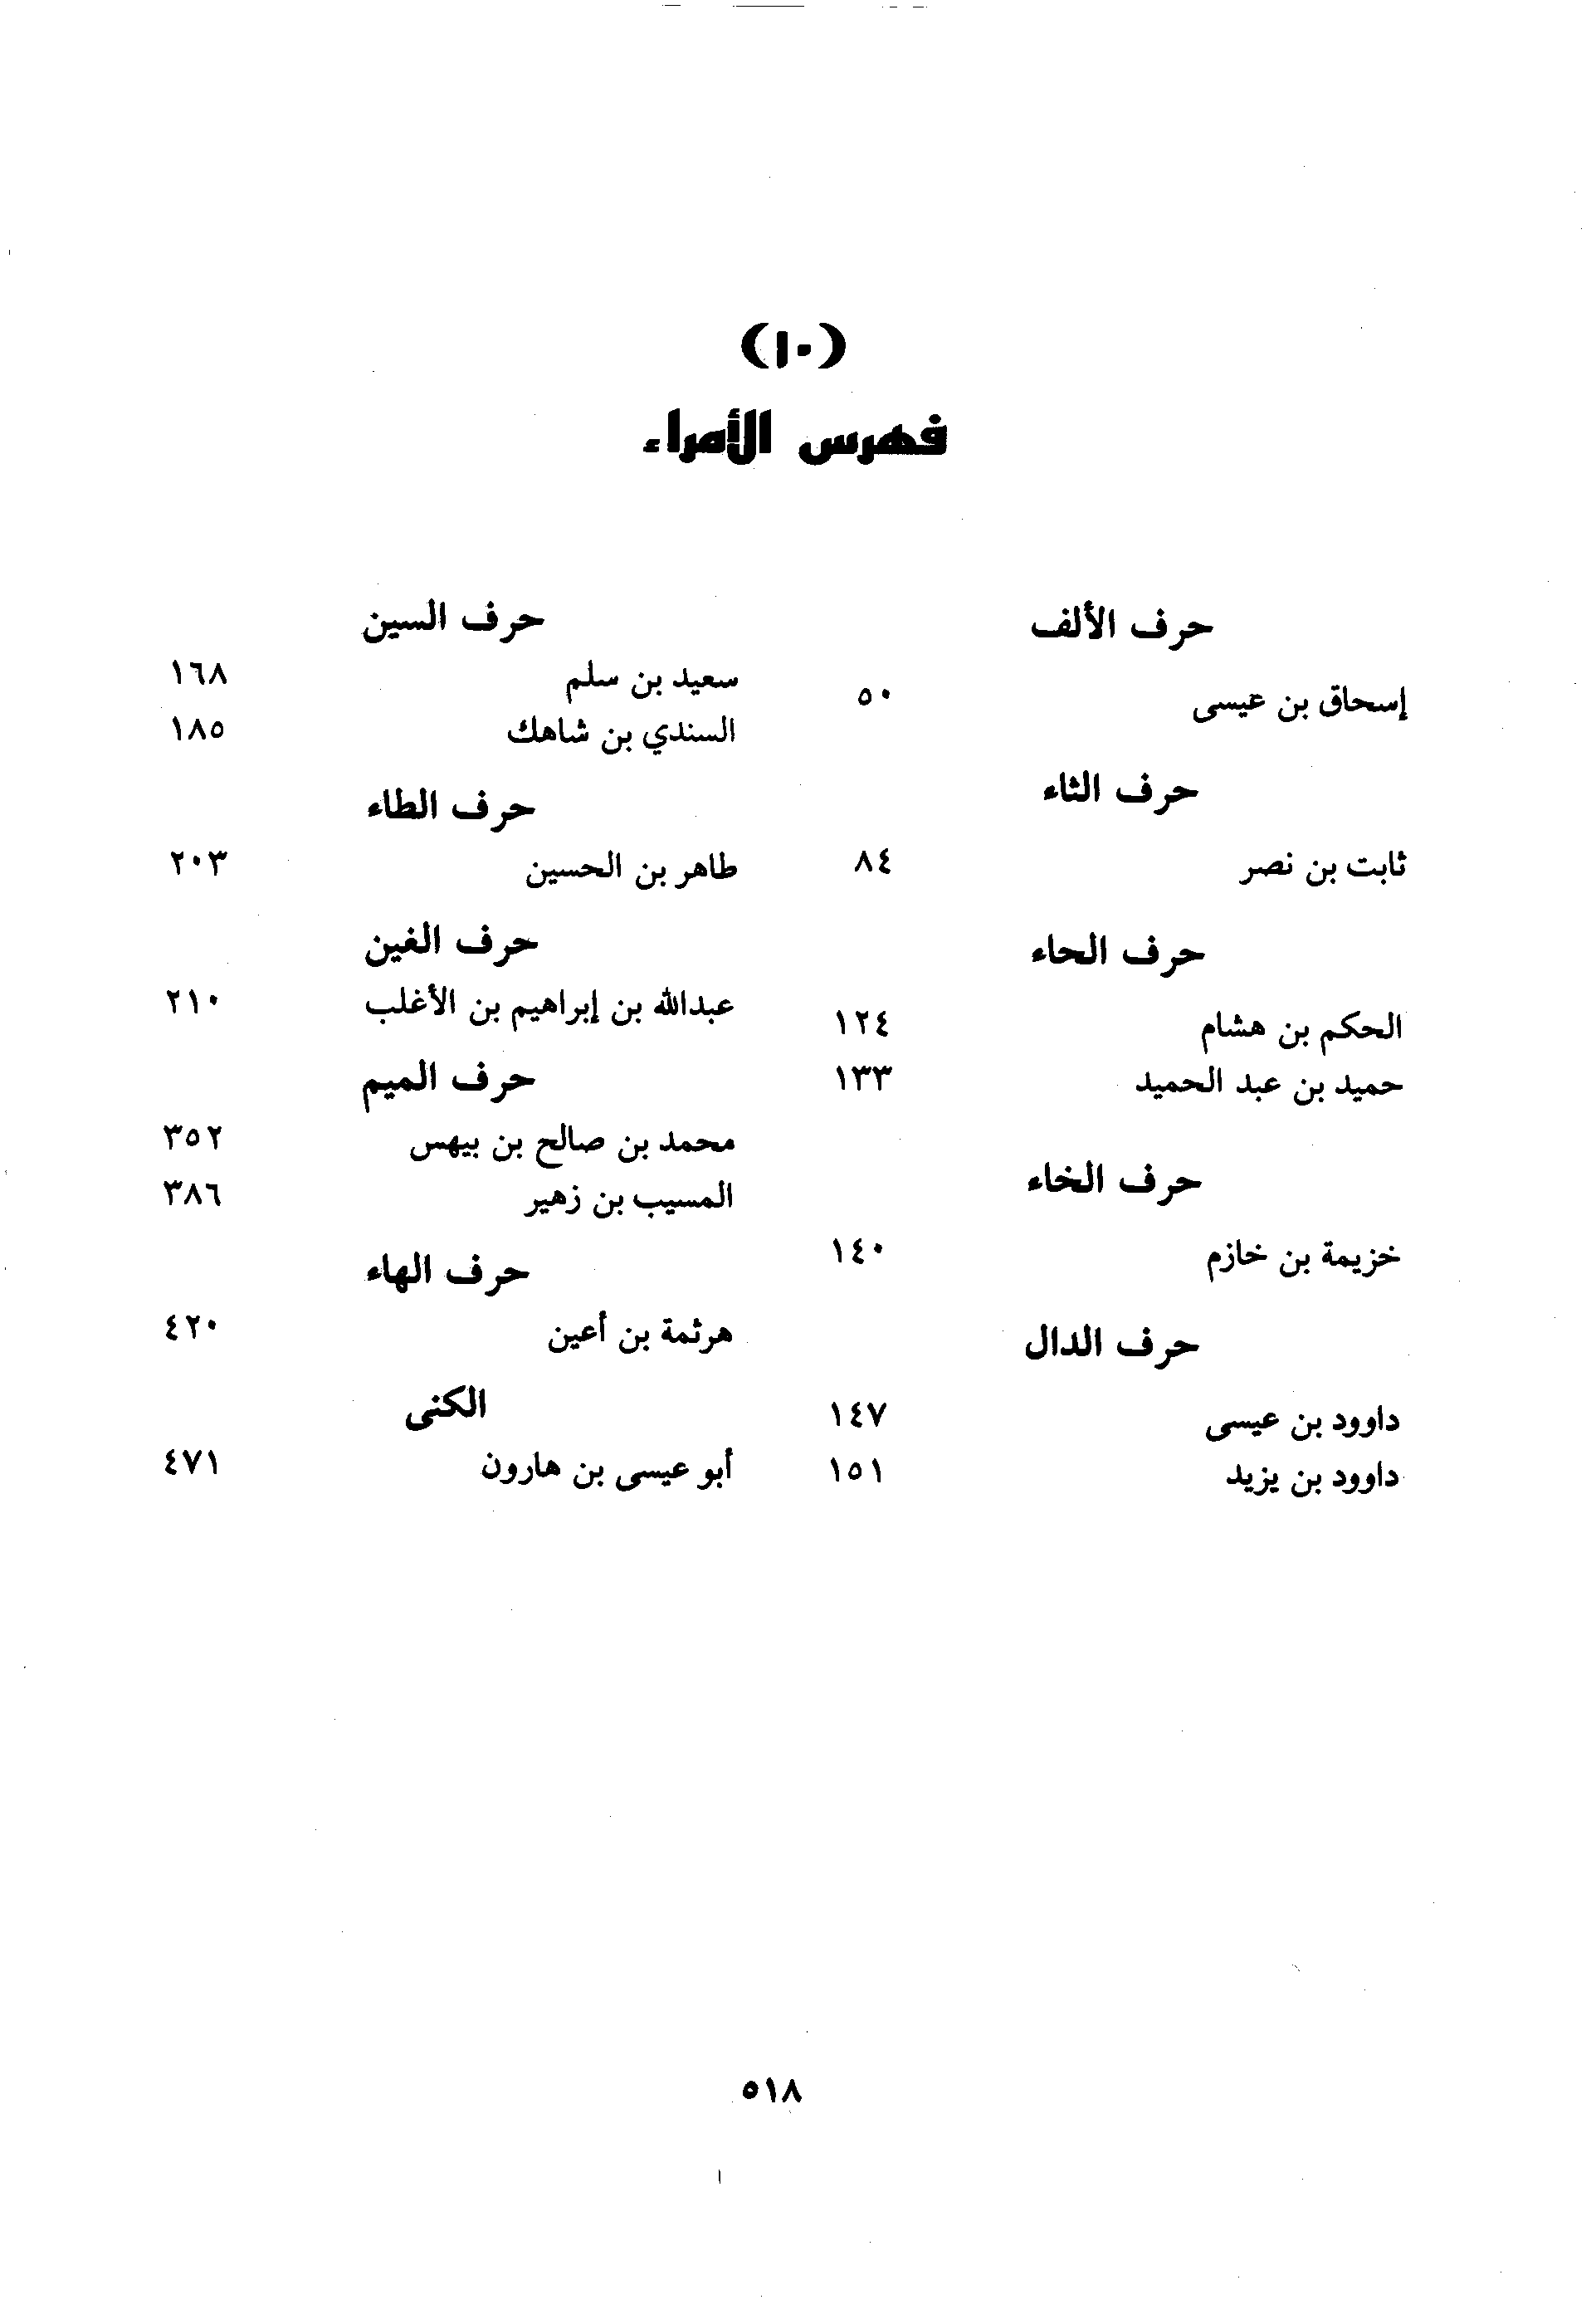 (١٠)
فهرس الأمراء
حرف الألف
إسحاق بن عيسى ٥٠
حرف الثاء
ثابت بن نصر ٨٤
حرف الحاء
الحكم بن هشام ١٢٤
حميد بن عبد الحميد ١٣٣
حرف الخاء
خزيمة بن خازم ١٤٠
حرف الدال
داوود بن عيسى ١٤٧
داوود بن يزيد ١٥١
حرف السين
سعيد بن سلم ١٦٨
السندي بن شاهك ١٨٥
حرف الطاء
طاهر بن الحسين ٢٠٣
حرف الغين
عبدالله بن إبراهيم بن الأغلب ٢١٠
حرف الميم
محمد بن صالح بن بيهس ٣٥٢
المسيب بن زهير ٣٨٦
حرف الهاء
هرثمة بن أعين ٤٢٠
الكنى
أبو عيسى بن هارون ٤٧١
٥١٨